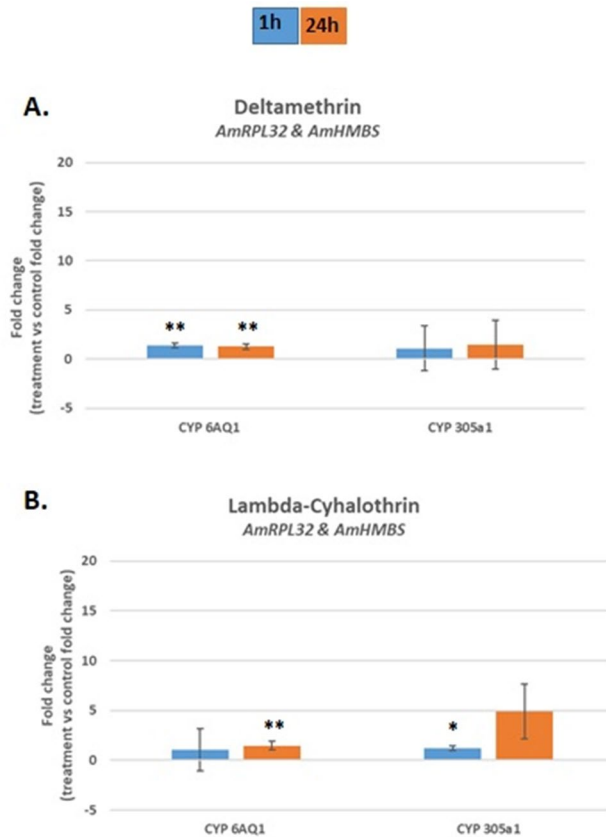 1h 24h
A.
Deltamethrin
AmRPL32 & AmHMBS
Fold change
(treatment vs control fold change)
20
15
10
5
0
-5
** **
CYP 6AQ1 CYP 305a1
B.
Lambda-Cyhalothrin
AmRPL32 & AmHMBS
Fold change
(treatment vs control fold change)
20
15
10
5
0
-5
** *
CYP 6AQ1 CYP 305a1